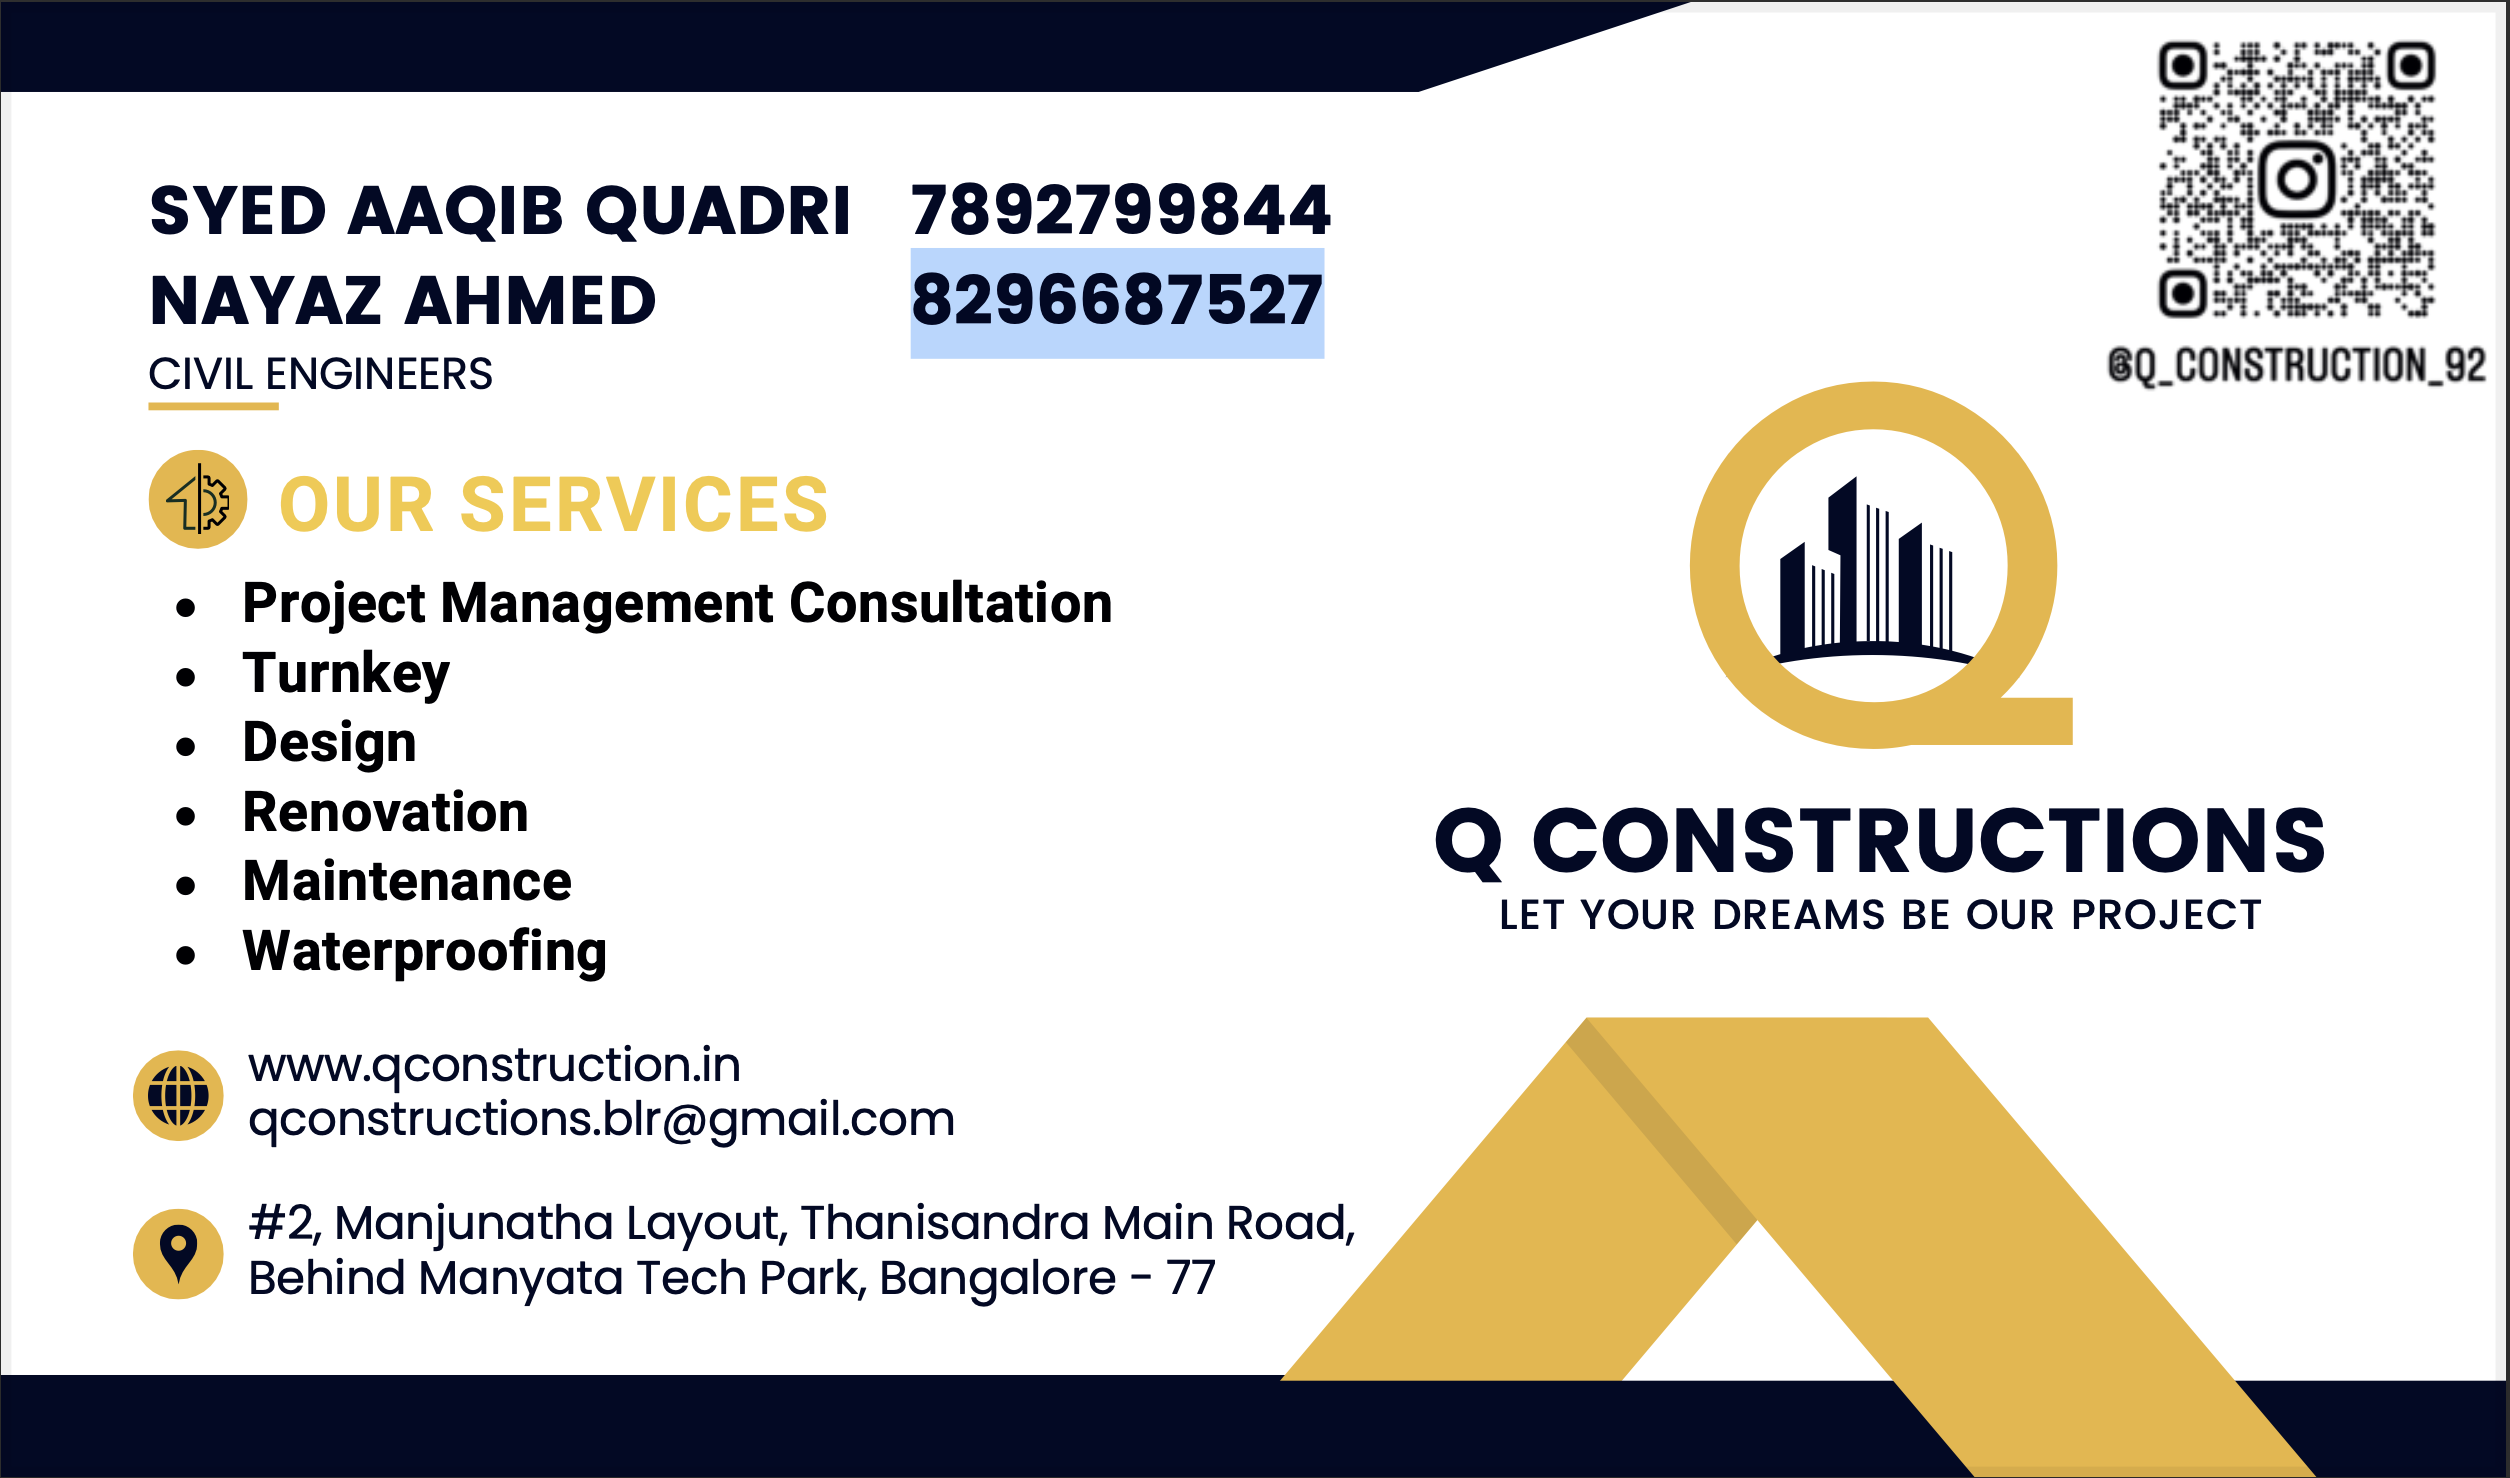 SYED AAQIB QUADRI 7892799844
NAYAZ AHMED 8296687527
CIVIL ENGINEERS
OUR SERVICES
• Project Management Consultation
• Turnkey
• Design
• Renovation
• Maintenance
• Waterproofing
www.qconstruction.in
qconstructions.blr@gmail.com
#2, Manjunatha Layout, Thanisandra Main Road,
Behind Manyata Tech Park, Bangalore - 77
@Q_CONSTRUCTION_92
Q CONSTRUCTIONS
LET YOUR DREAMS BE OUR PROJECT